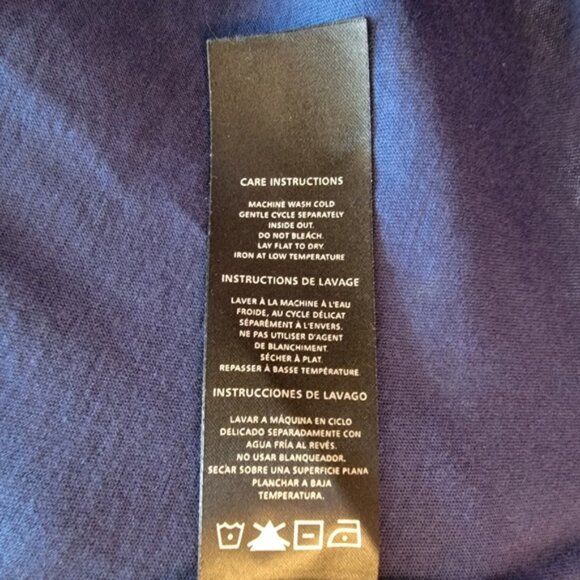 CARE INSTRUCTIONS
MACHINE WASH COLD
GENTLE CYCLE SEPARATELY
INSIDE OUT.
DO NOT BLEACH.
LAY FLAT TO DRY.
IRON AT LOW TEMPERATURE
INSTRUCTIONS DE LAVAGE
LAVER À LA MACHINE À L'EAU
FROIDE, AU CYCLE DÉLICAT
SÉPARÉMENT À L'ENVERS.
NE PAS UTILISER D'AGENT
DE BLANCHIMENT.
SÉCHER À PLAT.
REPASSER À BASSE TEMPÉRATURE
INSTRUCCIONES DE LAVAGO
LAVAR A MÁQUINA EN CICLO
DELICADO SEPARADAMENTE CON
AGUA FRÍA AL REVÉS.
NO USAR BLANQUEADOR.
SECAR SOBRE UNA SUPERFICIE PLANA
PLANCHAR A BAJA
TEMPERATURA.